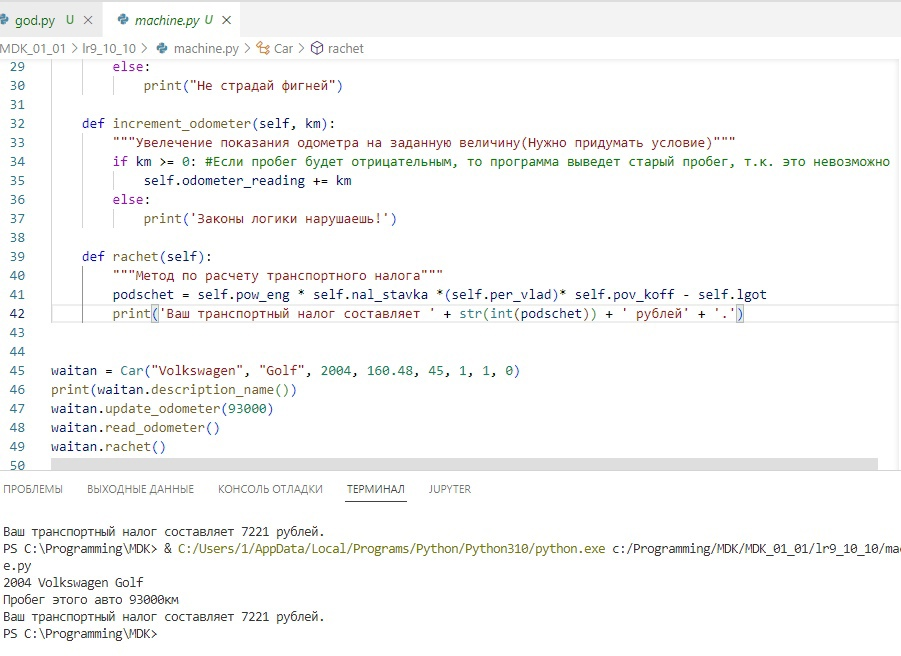 god.py U
machine.py U
MDK_01_01 > lr9_10_10 > machine.py > Car > rachet
29 else:
30 print("Не страдай фигней")
31
32 def increment_odometer(self, km):
33 """Увелечение показания одометра на заданную величину(Нужно придумать условие)"""
34 if km >= 0: #Если пробег будет отрицательным, то программа выведет старый пробег, т.к. это невозможно
35 self.odometer_reading += km
36 else:
37 print('Законы логики нарушаешь!')
38
39 def rachet(self):
40 """Метод по расчету транспортного налога"""
41 podschet = self.pow_eng * self.nal_stavka *(self.per_vlad)* self.pov_koff - self.lgot
42 print('Ваш транспортный налог составляет ' + str(int(podschet)) + ' рублей' + '.')
43
44
45 waitan = Car("Volkswagen", "Golf", 2004, 160.48, 45, 1, 1, 0)
46 print(waitan.description_name())
47 waitan.update_odometer(93000)
48 waitan.read_odometer()
49 waitan.rachet()
50
ПРОБЛЕМЫ ВЫХОДНЫЕ ДАННЫЕ КОНСОЛЬ ОТЛАДКИ ТЕРМИНАЛ JUPYTER
Ваш транспортный налог составляет 7221 рублей.
PS C:\Programming\MDK> & C:/Users/1/AppData/Local/Programs/Python/Python310/python.exe c:/Programming/MDK/MDK_01_01/lr9_10_10/mac
e.py
2004 Volkswagen Golf
Пробег этого авто 93000км
Ваш транспортный налог составляет 7221 рублей.
PS C:\Programming\MDK>